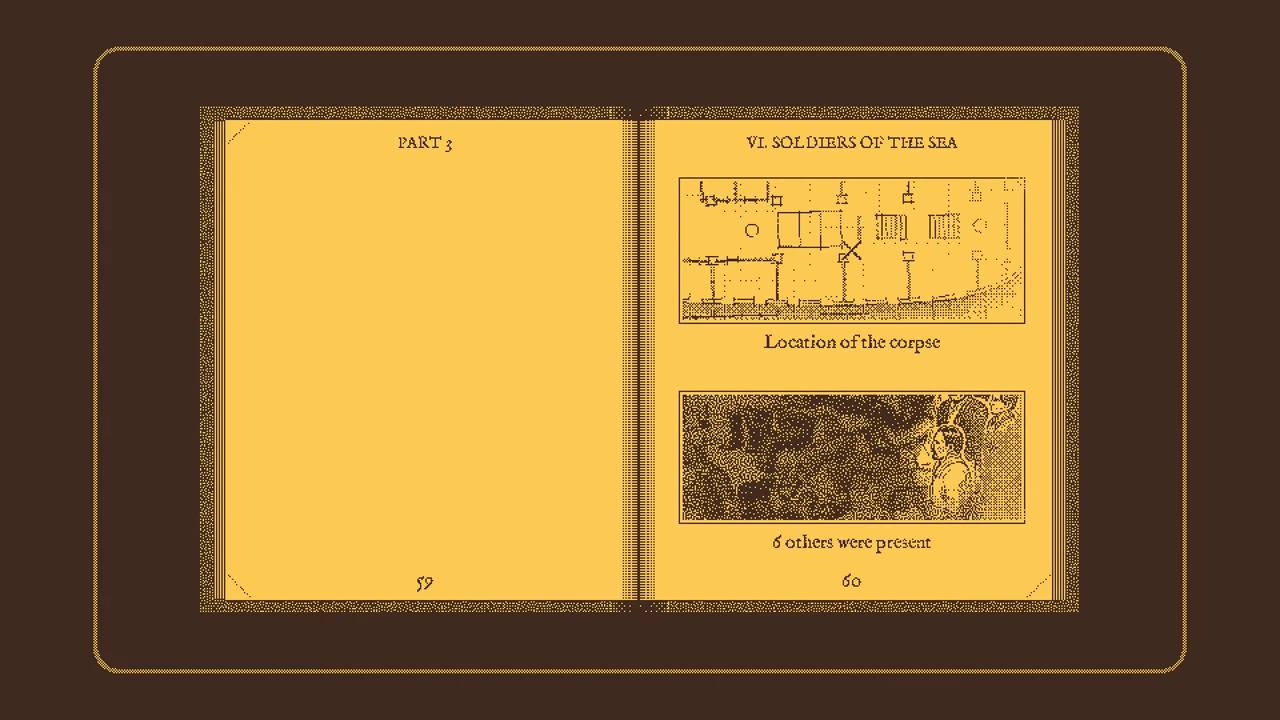 PART 3
59
VI. SOLDIERS OF THE SEA
Location of the corpse
6 others were present
60